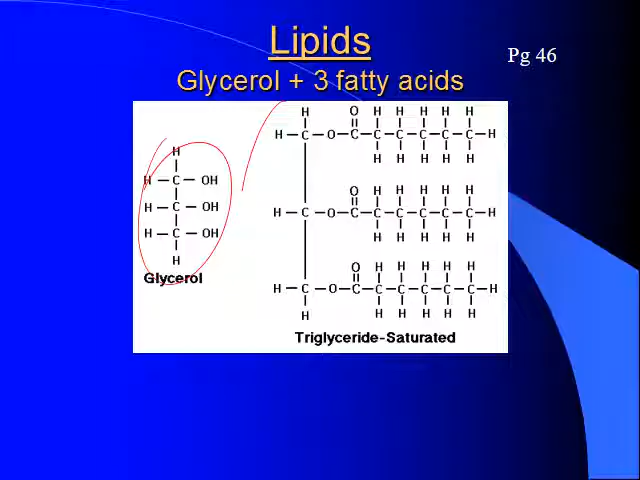 Lipids
Pg 46
Glycerol + 3 fatty acids
H
H – C – OH
H – C – OH
H – C – OH
H
Glycerol
H O H H H H H
H – C – O – C – C – C – C – C – C – H
H H H H H
O H H H H H
H – C – O – C – C – C – C – C – C – H
H H H H H
O H H H H H
H – C – O – C – C – C – C – C – C – H
H H H H H H
Triglyceride-Saturated